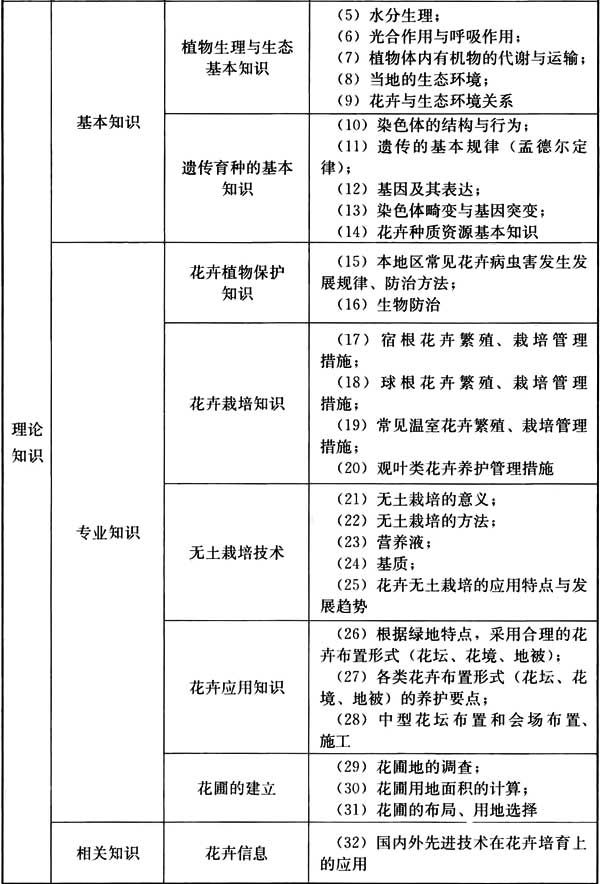 理论
知识
基本知识
植物生理与生态
基本知识
(5) 水分生理；
(6) 光合作用与呼吸作用；
(7) 植物体内有机物的代谢与运输；
(8) 当地的生态环境；
(9) 花卉与生态环境关系
遗传育种的基本
知识
(10) 染色体的结构与行为；
(11) 遗传的基本规律（孟德尔定
律）；
(12) 基因及其表达；
(13) 染色体畸变与基因突变；
(14) 花卉种质资源基本知识
专业知识
花卉植物保护
知识
(15) 本地区常见花卉病虫害发生发
展规律、防治方法；
(16) 生物防治
花卉栽培知识
(17) 宿根花卉繁殖、栽培管理
措施；
(18) 球根花卉繁殖、栽培管理
措施；
(19) 常见温室花卉繁殖、栽培管理
措施；
(20) 观叶类花卉养护管理措施
无土栽培技术
(21) 无土栽培的意义；
(22) 无土栽培的方法；
(23) 营养液；
(24) 基质；
(25) 花卉无土栽培的应用特点与发
展趋势
花卉应用知识
(26) 根据绿地特点，采用合理的花
卉布置形式（花坛、花境、地被）；
(27) 各类花卉布置形式（花坛、花
境、地被）的养护要点；
(28) 中型花坛布置和会场布置、
施工
花圃的建立
(29) 花圃地的调查；
(30) 花圃用地面积的计算；
(31) 花圃的布局、用地选择
相关知识
花卉信息
(32) 国内外先进技术在花卉培育上
的应用